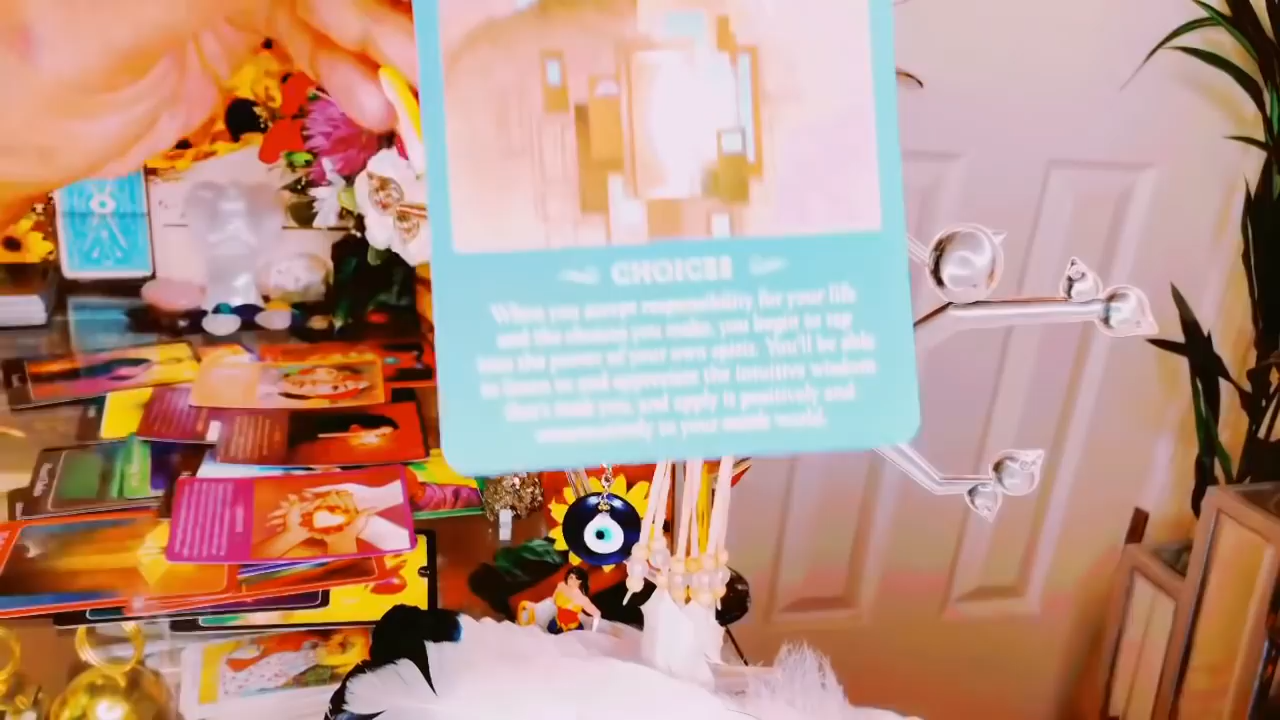 CHOICES
When you accept responsibility for your life
and the choices you make, you begin to tap
into the power of your own spirit. You'll be able
to listen to and appreciate the intuitive wisdom
that's with you, and apply it positively and
to your world.